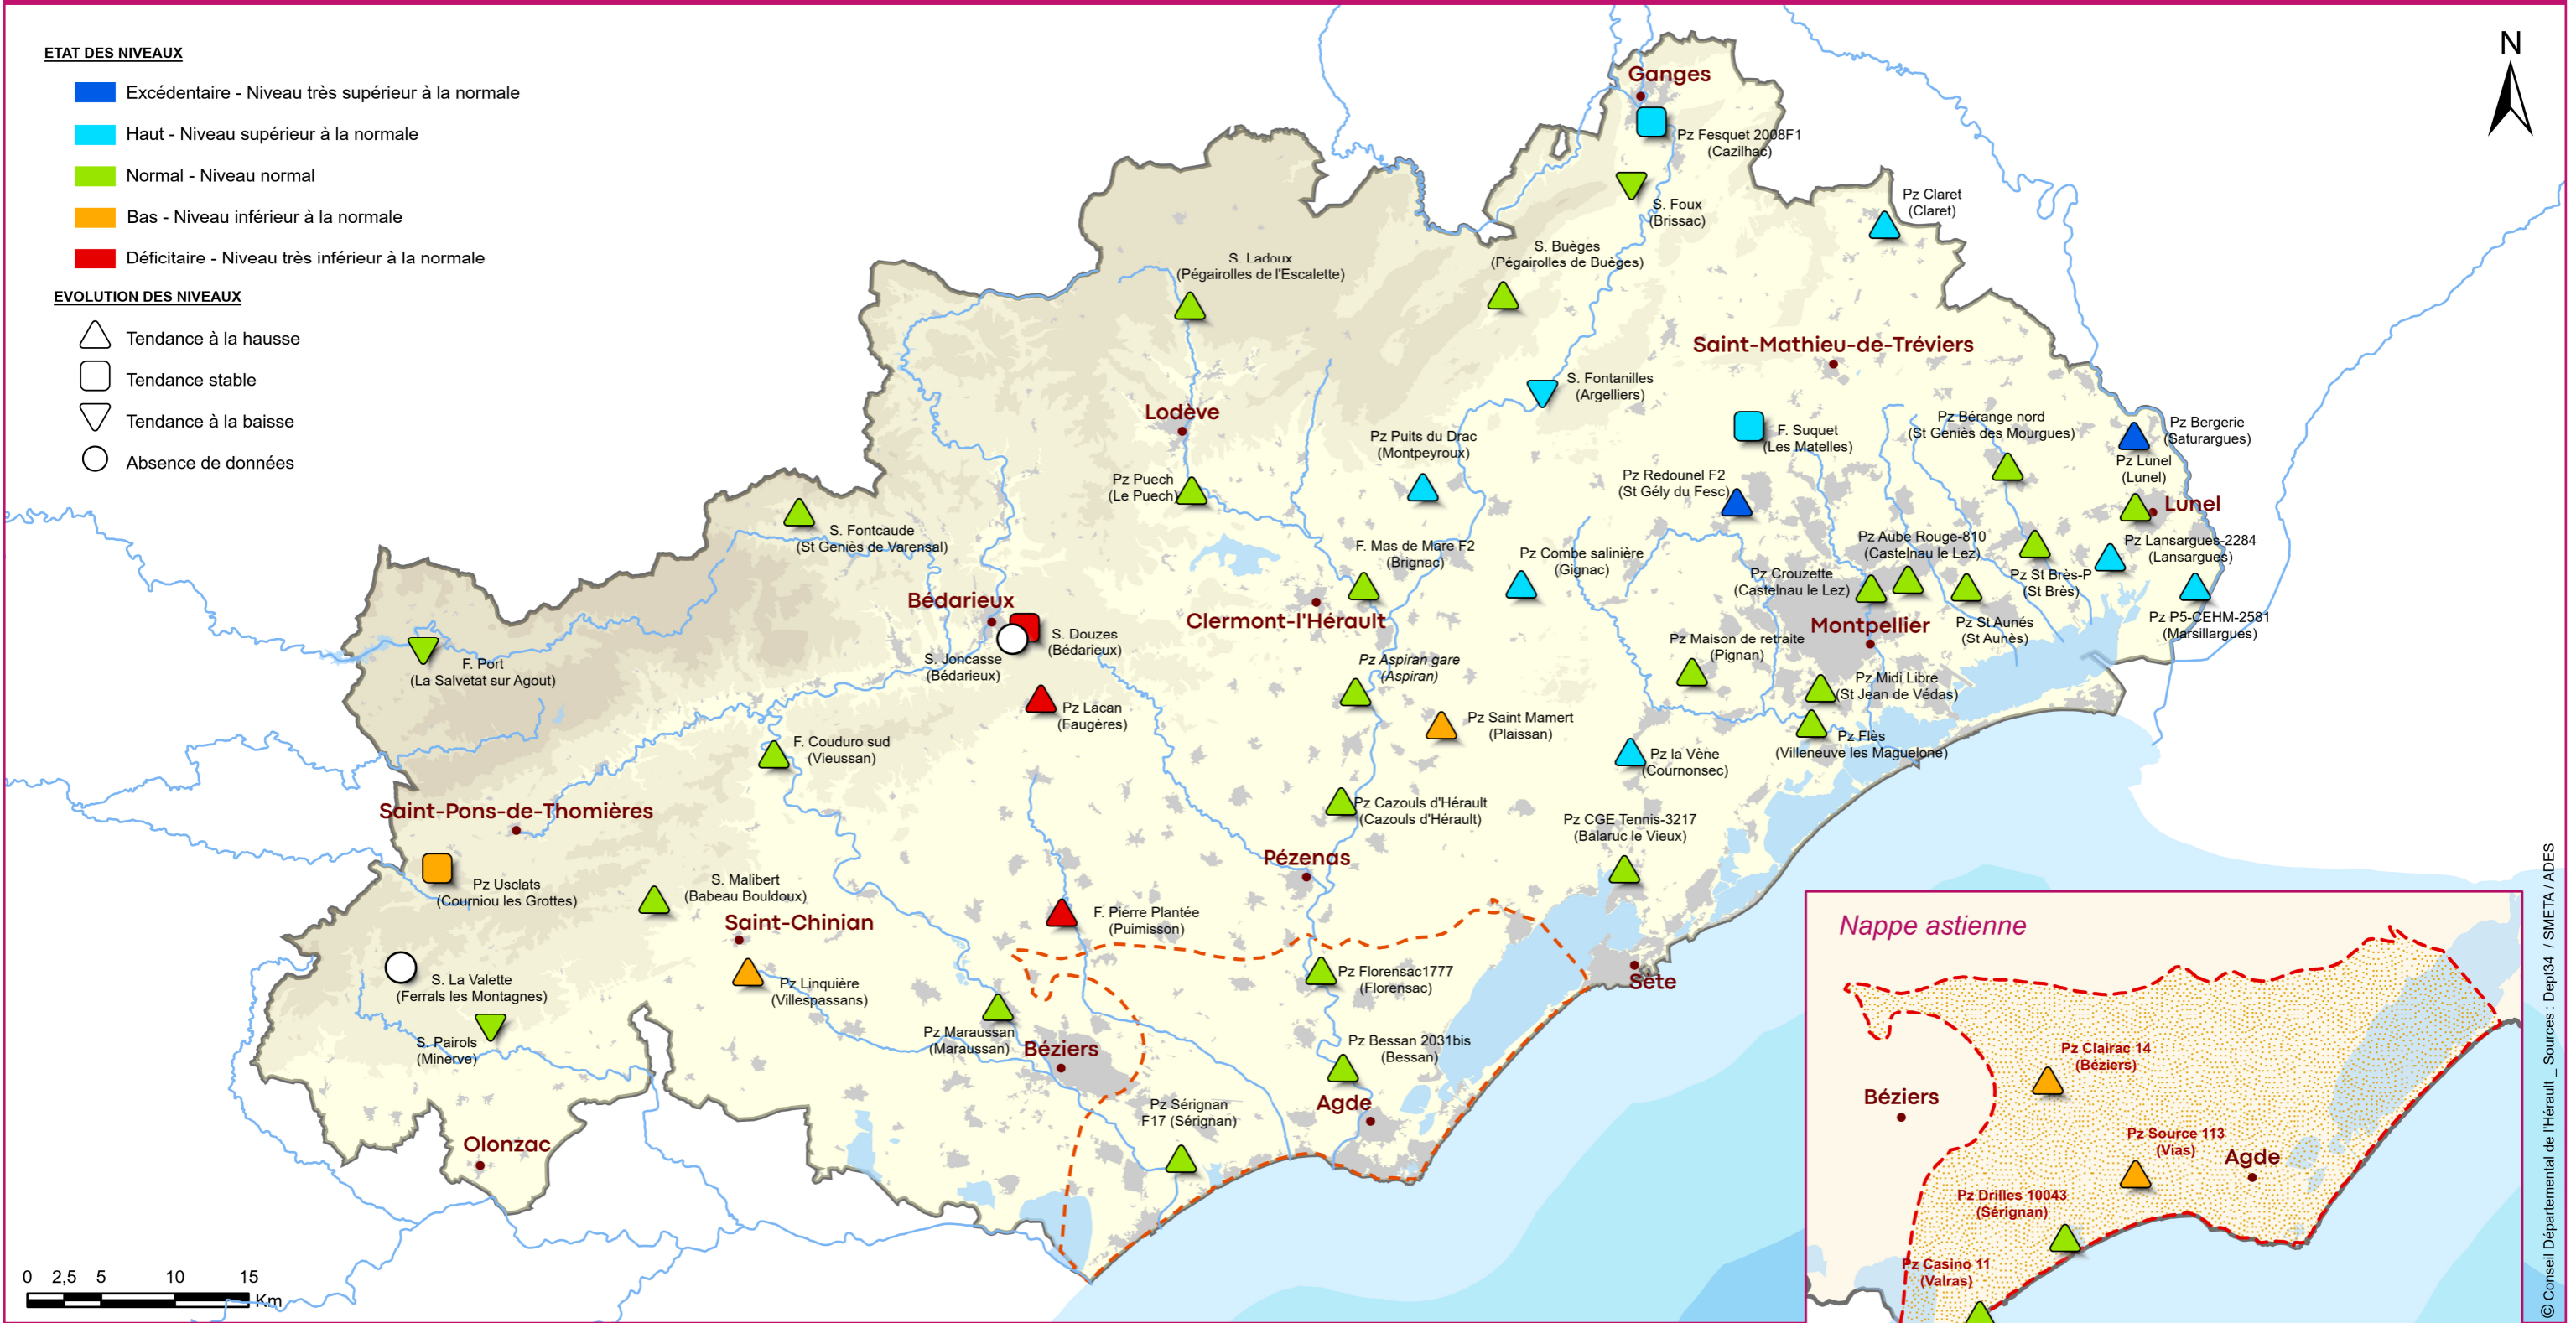 ETAT DES NIVEAUX
Excédentaire - Niveau très supérieur à la normale
Haut - Niveau supérieur à la normale
Normal - Niveau normal
Bas - Niveau inférieur à la normale
Déficitaire - Niveau très inférieur à la normale
EVOLUTION DES NIVEAUX
Tendance à la hausse
Tendance stable
Tendance à la baisse
Absence de données
N
Ganges
Pz Fesquet 2008F1
(Cazilhac)
S. Foux
(Brissac)
Pz Claret
(Claret)
S. Buèges
(Pégairolles de Buèges)
S. Ladoux
(Pégairolles de l'Escalette)
Saint-Mathieu-de-Tréviers
S. Fontanilles
(Argelliers)
Lodève
Pz Puits du Drac
(Montpeyroux)
F. Suquet
(Les Matelles)
Pz Bérange nord
(St Geniès des Mourgues)
Pz Bergerie
(Saturargues)
Pz Lunel
(Lunel)
Lunel
Pz Puech
(Le Puech)
Pz Redounel F2
(St Gély du Fesc)
S. Fontcaude
(St Geniès de Varensal)
F. Mas de Mare F2
(Brignac)
Pz Combe salinière
(Gignac)
Pz Aube Rouge-810
(Castelnau le Lez)
Pz Lansargues-2284
(Lansargues)
Pz Crouzette
(Castelnau le Lez)
Pz St Brès-P
(St Brès)
Bédarieux
Clermont-l'Hérault
Montpellier
Pz St Aunés
(St Aunès)
Pz P5-CEHM-2581
(Marsillargues)
S. Douzes
(Bédarieux)
S. Joncasse
(Bédarieux)
F. Port
(La Salvetat sur Agout)
Pz Aspiran gare
(Aspiran)
Pz Maison de retraite
(Pignan)
Pz Midi Libre
(St Jean de Védas)
Pz Lacan
(Faugères)
Pz Saint Mamert
(Plaissan)
Pz Flès
(Villeneuve les Maguelone)
F. Couduro sud
(Vieussan)
Pz la Vène
(Cournonsec)
Saint-Pons-de-Thomières
Pz Cazouls d'Hérault
(Cazouls d'Hérault)
Pz CGE Tennis-3217
(Balaruc le Vieux)
Pézenas
Pz Usclats
(Courniou les Grottes)
S. Malibert
(Babeau Bouldoux)
Saint-Chinian
F. Pierre Plantée
(Puimisson)
S. La Valette
(Ferrals les Montagnes)
Pz Linquière
(Villespassans)
Pz Florensac1777
(Florensac)
Sète
S. Pairols
(Minerve)
Pz Maraussan
(Maraussan)
Béziers
Pz Bessan 2031bis
(Bessan)
Agde
Pz Sérignan
F17 (Sérignan)
Olonzac
0 2,5 5 10 15
Km
Nappe astienne
Pz Clairac 14
(Béziers)
Béziers
Pz Source 113
(Vias)
Agde
Pz Drilles 10043
(Sérignan)
Pz Casino 11
(Valras)
© Conseil Départemental de l'Hérault _ Sources : Dept34 / SMETA / ADES